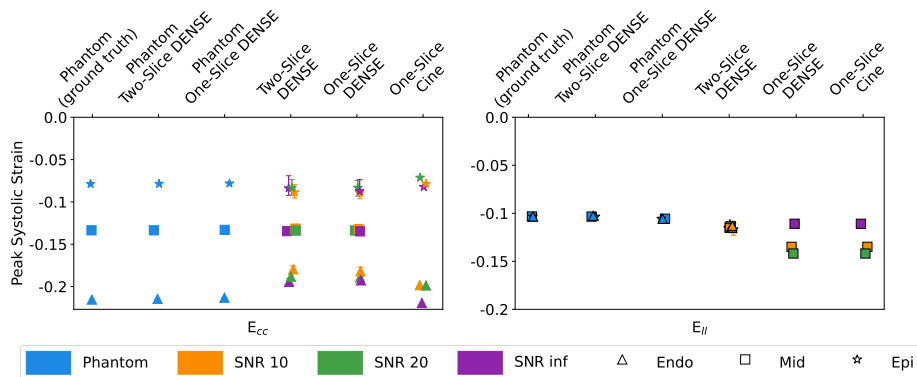 Phantom
(ground truth)
Phantom
Two-Slice DENSE
Phantom
One-Slice DENSE
Two-Slice
DENSE
One-Slice
DENSE
One-Slice
Cine
Phantom
(ground truth)
Phantom
Two-Slice DENSE
Phantom
One-Slice DENSE
Two-Slice
DENSE
One-Slice
DENSE
One-Slice
Cine
Peak Systolic Strain
0.0
-0.05
-0.1
-0.15
-0.2
0.0
-0.05
-0.1
-0.15
-0.2
E_cc
E_ll
Phantom SNR 10 SNR 20 SNR inf Endo Mid Epi